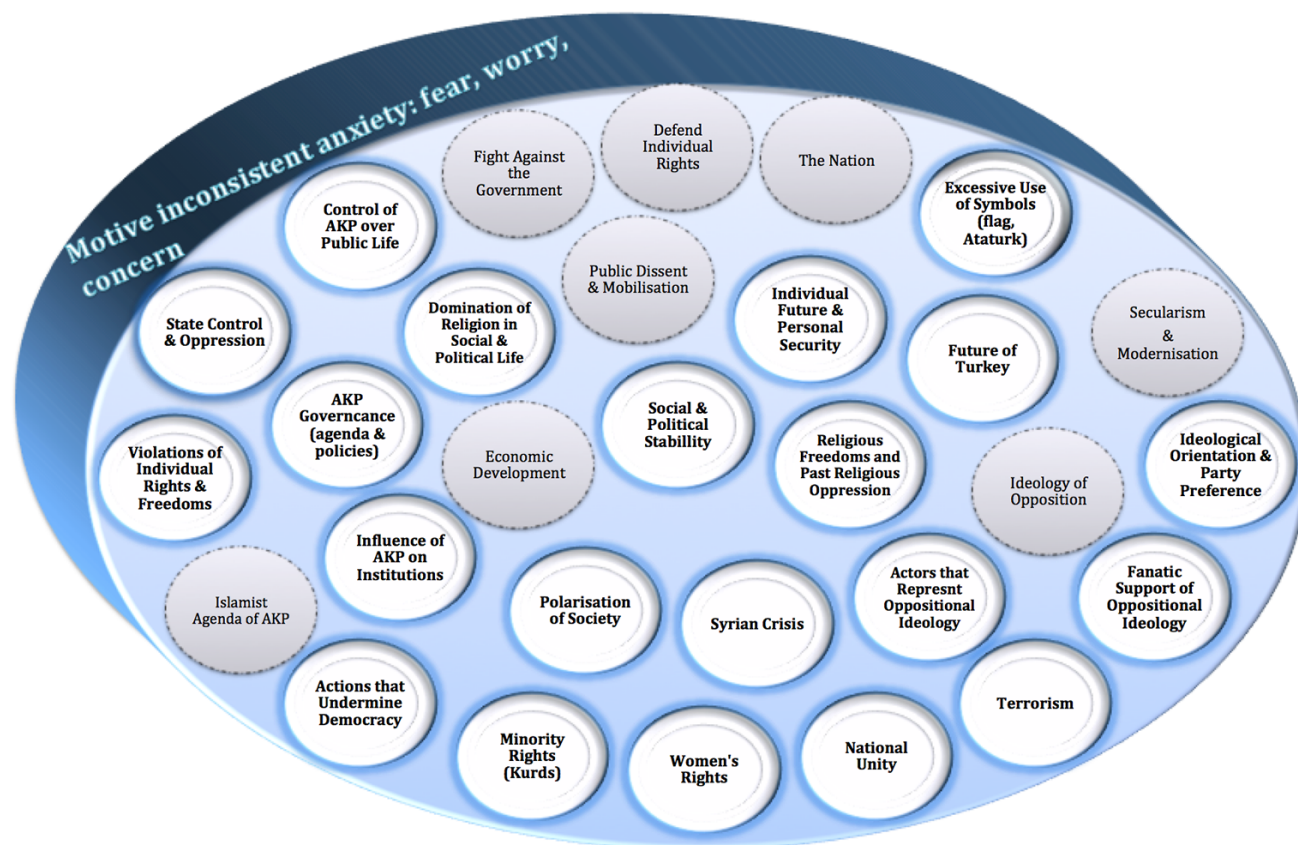 Motive inconsistent anxiety: fear, worry,
concern
Fight Against
the
Government
Defend
Individual
Rights
The Nation
Excessive Use
of Symbols
(flag,
Ataturk)
Control of
AKP over
Public Life
Public Dissent
& Mobilisation
State Control
& Oppression
Domination of
Religion in
Social &
Political Life
Individual
Future &
Personal
Security
Future of
Turkey
Secularism
&
Modernisation
AKP
Governcance
(agenda &
policies)
Social &
Political
Stabillity
Violations of
Individual
Rights &
Freedoms
Economic
Development
Religious
Freedoms and
Past Religious
Oppression
Ideology of
Opposition
Ideological
Orientation &
Party
Preference
Influence of
AKP on
Institutions
Islamist
Agenda of AKP
Polarisation
of Society
Syrian Crisis
Actors that
Represnt
Oppositional
Ideology
Fanatic
Support of
Oppositional
Ideology
Actions that
Undermine
Democracy
Minority
Rights
(Kurds)
Women's
Rights
National
Unity
Terrorism